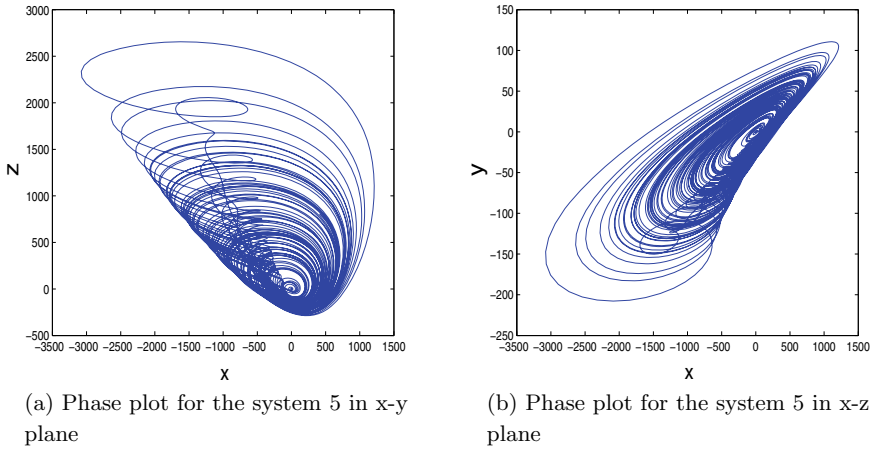 3000
2500
2000
1500
1000
500
0
−500
z
−3500 −3000 −2500 −2000 −1500 −1000 −500 0 500 1000 1500
x
(a) Phase plot for the system 5 in x-y
plane
150
100
50
0
−50
−100
−150
−200
−250
y
−3500 −3000 −2500 −2000 −1500 −1000 −500 0 500 1000 1500
x
(b) Phase plot for the system 5 in x-z
plane